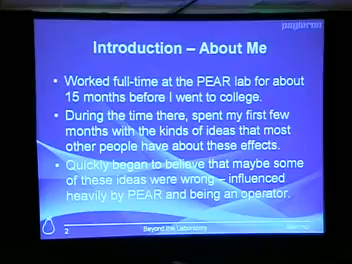 psyleron
Introduction – About Me
• Worked full-time at the PEAR lab for about
15 months before I went to college.
• During the time there, spent my first few
months with the kinds of ideas that most
other people have about these effects.
• Quickly began to believe that maybe some
of these ideas were wrong – influenced
heavily by PEAR and being an operator.
2
Beyond the Laboratory